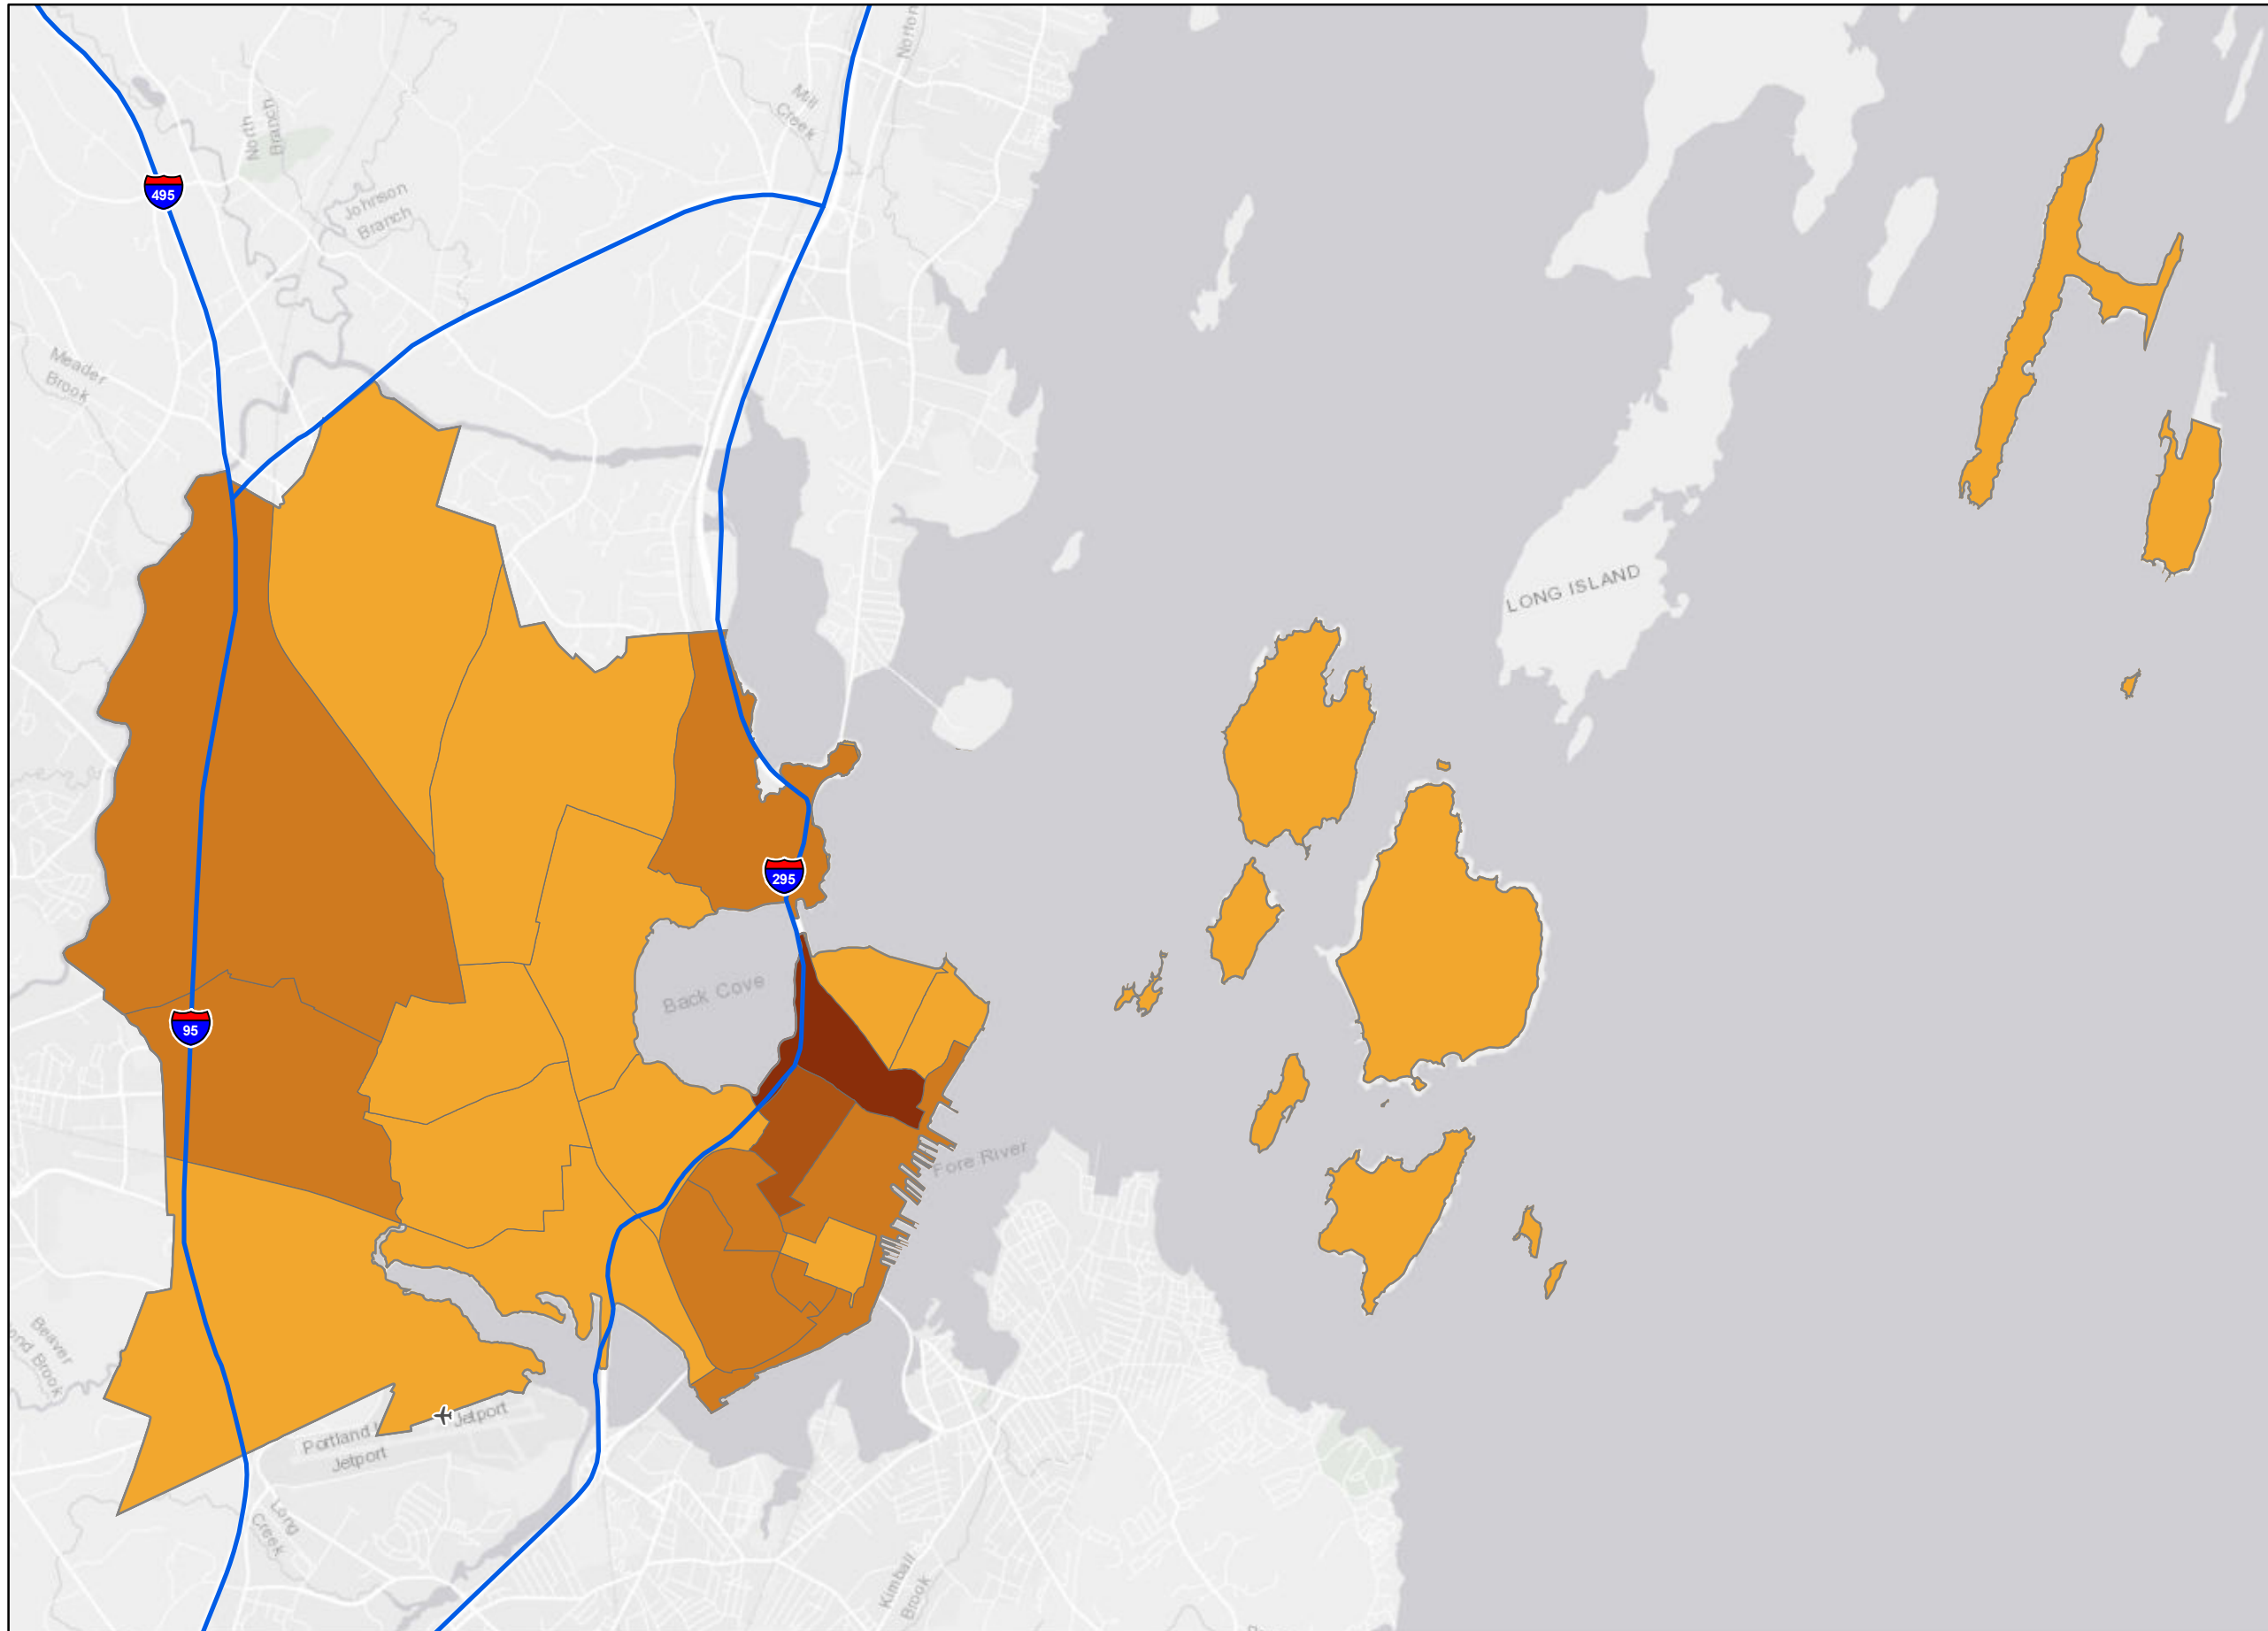 Norton
Mill
Creek
North
Branch
495
Johnson
Branch
Meader
Brook
LONG ISLAND
295
Back Cove
95
Fore River
Beaver
ond Brook
Jetport
Portland I
Jetport
Long
Creek
Kimball
Brook